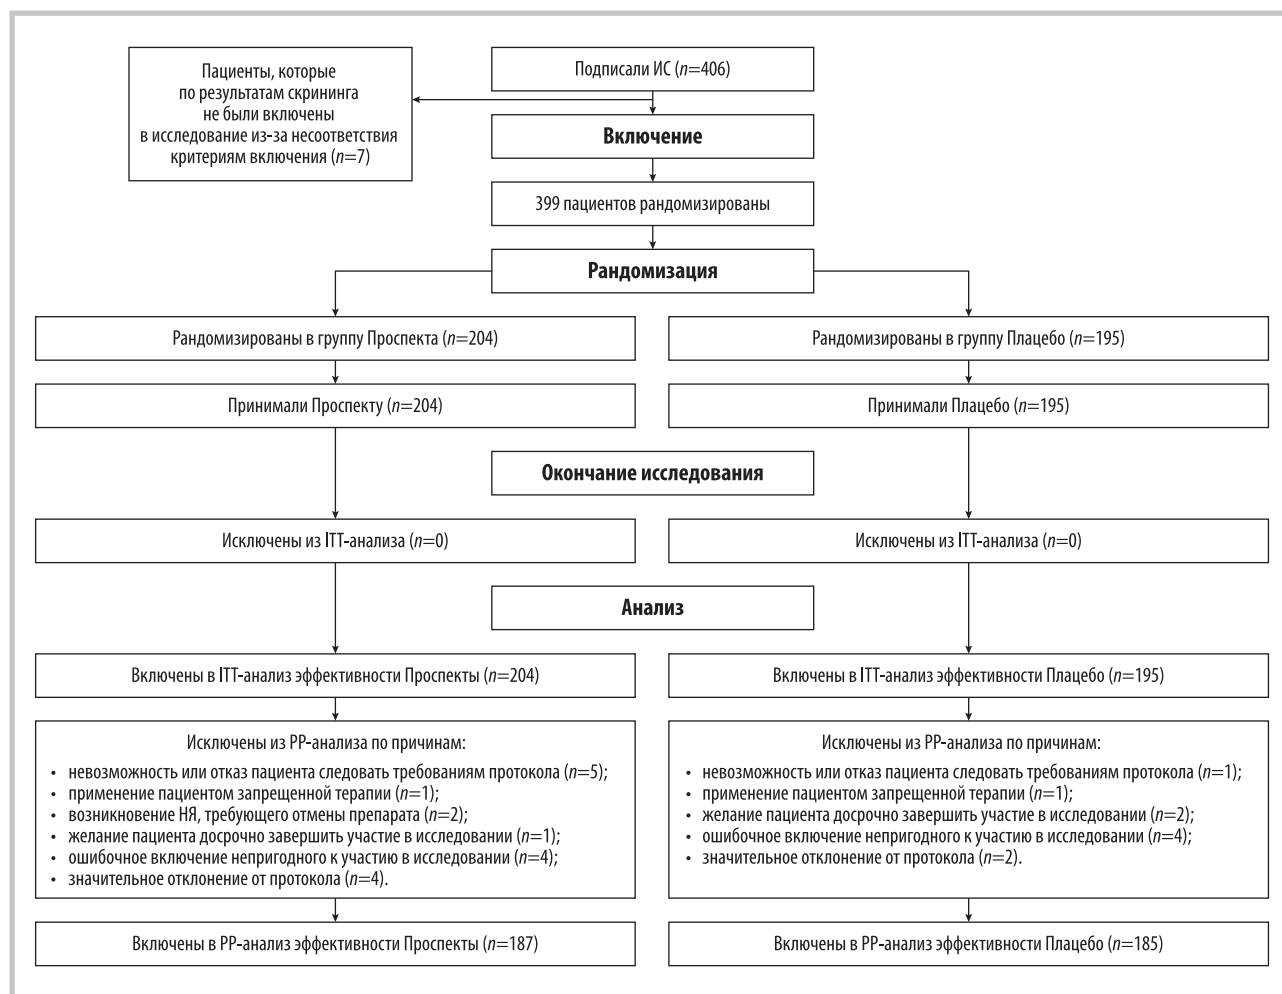 Подписали ИС (n=406)
Пациенты, которые
по результатам скрининга
не были включены
в исследование из-за несоответствия
критериям включения (n=7)
Включение
399 пациентов рандомизированы
Рандомизация
Рандомизированы в группу Проспекта (n=204)
Рандомизированы в группу Плацебо (n=195)
Принимали Проспекту (n=204)
Принимали Плацебо (n=195)
Окончание исследования
Исключены из ITT-анализа (n=0)
Исключены из ITT-анализа (n=0)
Анализ
Включены в ITT-анализ эффективности Проспекты (n=204)
Включены в ITT-анализ эффективности Плацебо (n=195)
Исключены из PP-анализа по причинам:
• невозможность или отказ пациента следовать требованиям протокола (n=5);
• применение пациентом запрещенной терапии (n=1);
• возникновение НЯ, требующего отмены препарата (n=2);
• желание пациента досрочно завершить участие в исследовании (n=1);
• ошибочное включение непригодного к участию в исследовании (n=4);
• значительное отклонение от протокола (n=4).
Исключены из PP-анализа по причинам:
• невозможность или отказ пациента следовать требованиям протокола (n=1);
• применение пациентом запрещенной терапии (n=1);
• желание пациента досрочно завершить участие в исследовании (n=2);
• ошибочное включение непригодного к участию в исследовании (n=4);
• значительное отклонение от протокола (n=2).
Включены в PP-анализ эффективности Проспекты (n=187)
Включены в PP-анализ эффективности Плацебо (n=185)